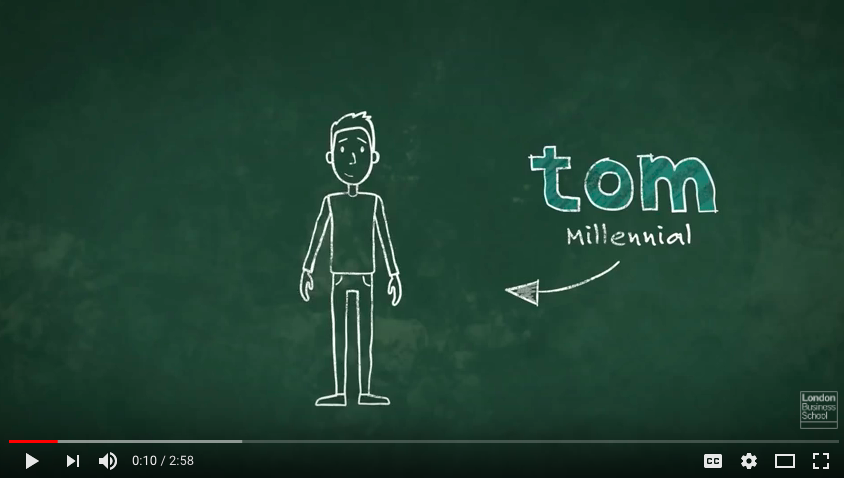 tom
Millennial
London
Business
School
0:10 / 2:58
CC